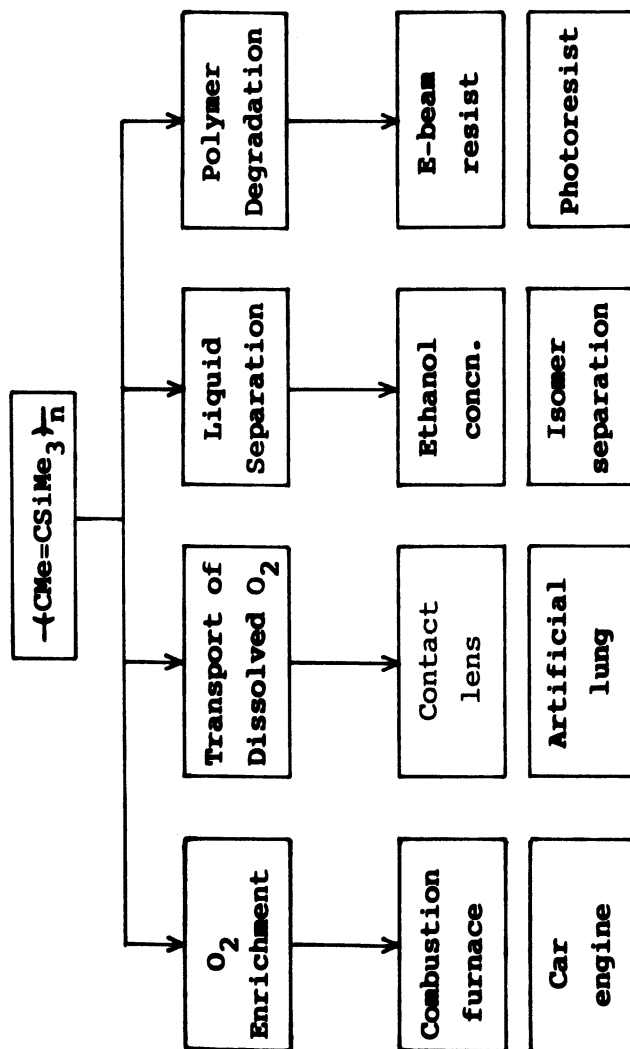 -(CMe=CSiMe3)-n
O2
Enrichment
Transport of
Dissolved O2
Liquid
Separation
Polymer
Degradation
Combustion
furnace
Contact
lens
Ethanol
concn.
E-beam
resist
Car
engine
Artificial
lung
Isomer
separation
Photoresist